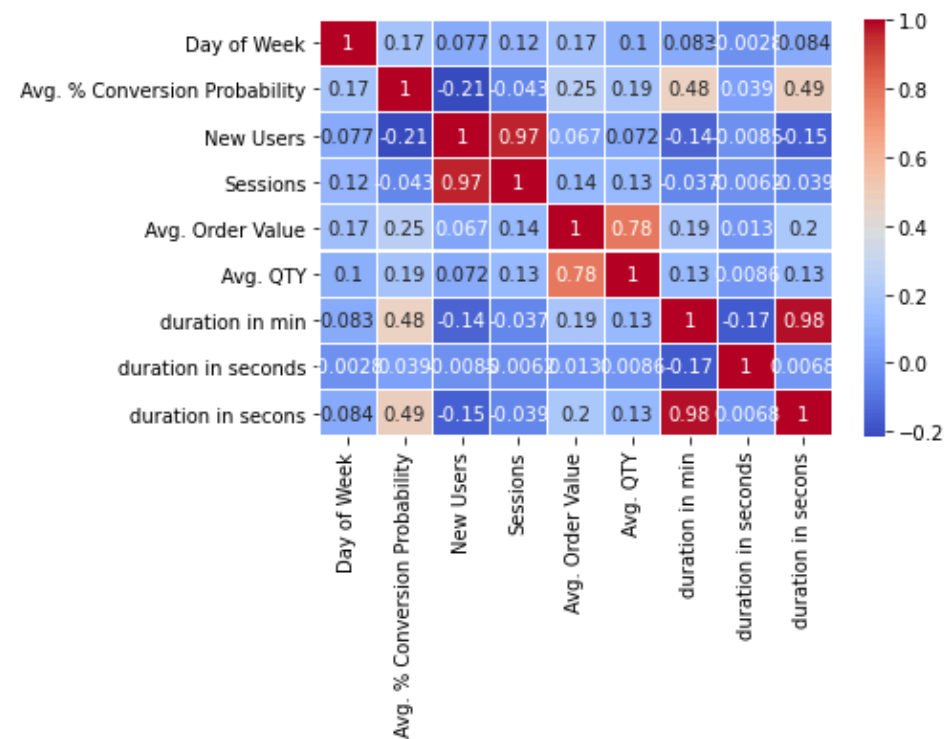 Day of Week 1 0.17 0.077 0.12 0.17 0.1 0.083 0.084
Avg. % Conversion Probability 0.17 1 -0.21 -0.043 0.25 0.19 0.48 0.039 0.49
New Users 0.077 -0.21 1 0.97 0.067 0.072 -0.14 -0.0085 -0.15
Sessions 0.12 -0.043 0.97 1 0.14 0.13 -0.037 -0.0062 -0.039
Avg. Order Value 0.17 0.25 0.067 0.14 1 0.78 0.19 0.013 0.2
Avg. QTY 0.1 0.19 0.072 0.13 0.78 1 0.13 0.0086 0.13
duration in min 0.083 0.48 -0.14 -0.037 0.19 0.13 1 -0.17 0.98
duration in seconds 0.039 -0.0085 -0.0062 0.013 0.0086 -0.17 1 0.0068
duration in secons 0.084 0.49 -0.15 -0.039 0.2 0.13 0.98 0.0068 1
Day of Week
Avg. % Conversion Probability
New Users
Sessions
Avg. Order Value
Avg. QTY
duration in min
duration in seconds
duration in secons
1.0
0.8
0.6
0.4
0.2
0.0
−0.2